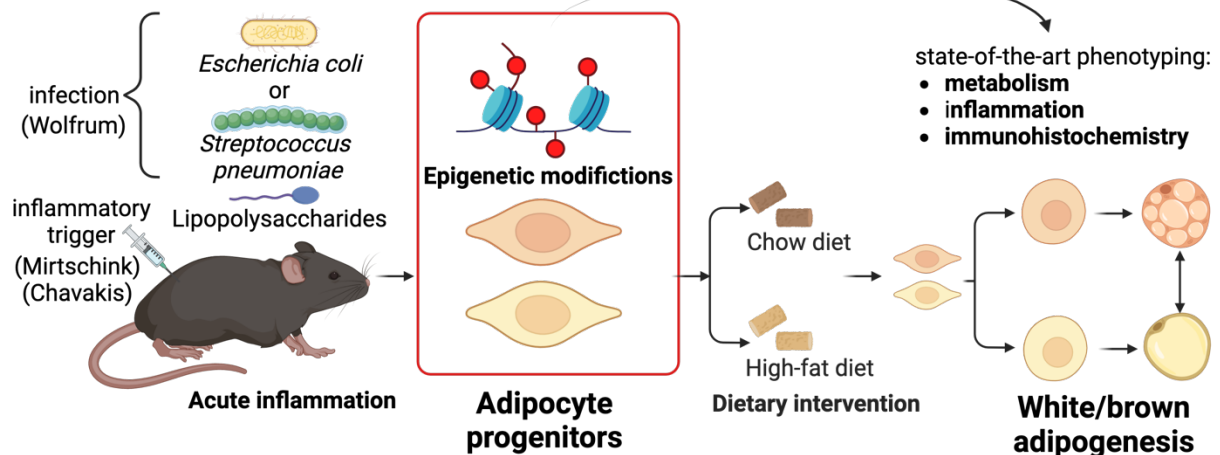 infection
(Wolfrum)
Escherichia coli
or
Streptococcus
pneumoniae
Lipopolysaccharides
inflammatory
trigger
(Mirtschink)
(Chavakis)
Acute inflammation
Epigenetic modifictions
Adipocyte
progenitors
Chow diet
High-fat diet
Dietary intervention
state-of-the-art phenotyping:
• metabolism
• inflammation
• immunohistochemistry
White/brown
adipogenesis